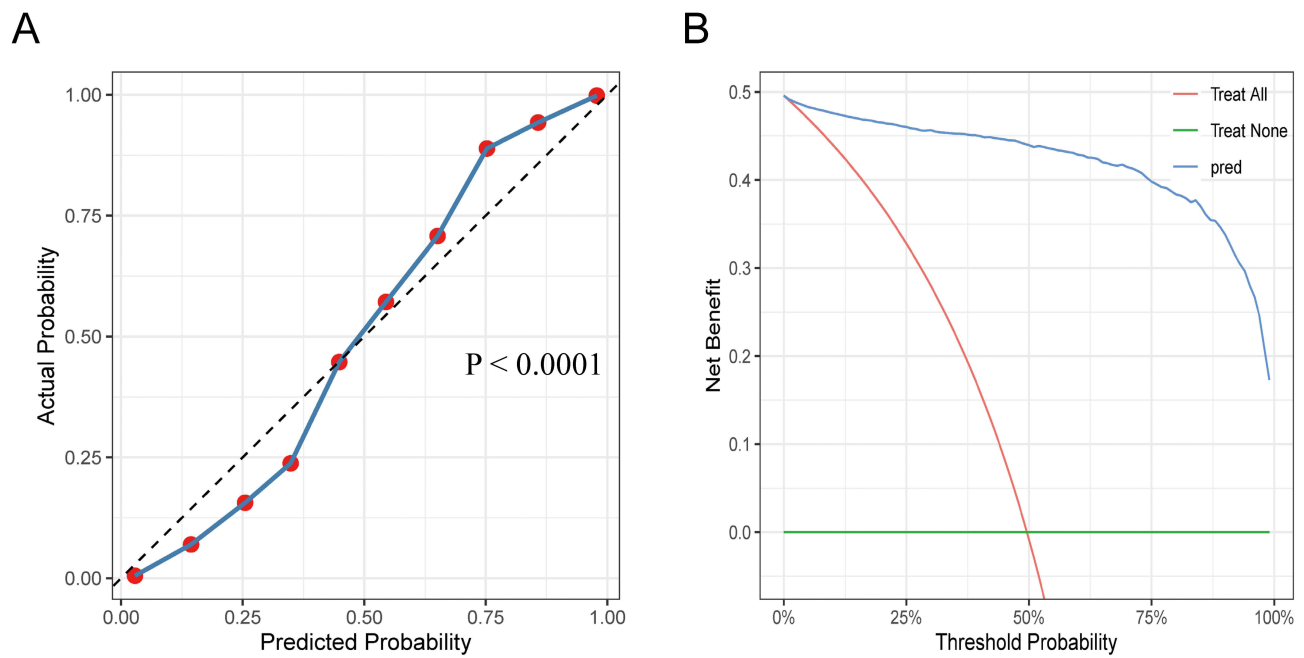 A
1.00
0.75
0.50
0.25
0.00
Actual Probability
P < 0.0001
0.00 0.25 0.50 0.75 1.00
Predicted Probability
B
0.5
0.4
0.3
0.2
0.1
0.0
Net Benefit
Treat All
Treat None
pred
0% 25% 50% 75% 100%
Threshold Probability